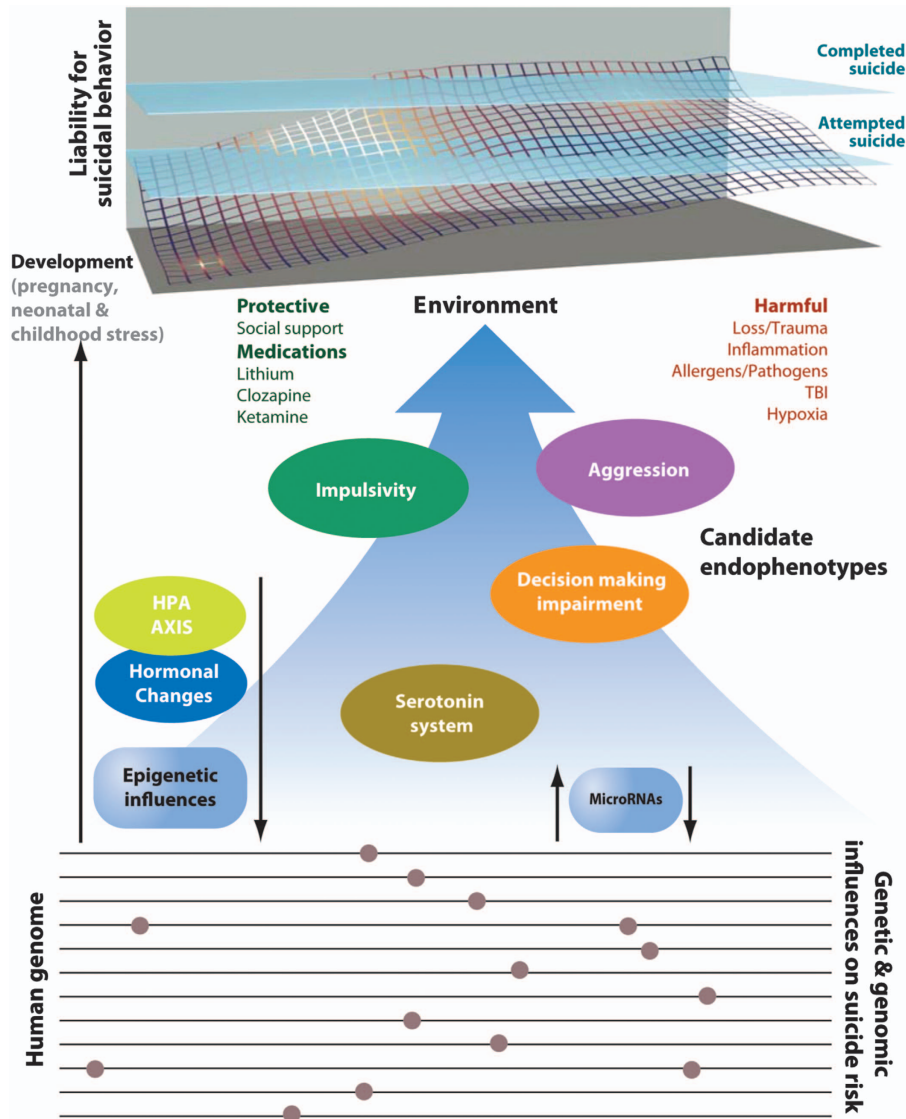 Liability for
suicidal behavior
Completed
suicide
Attempted
suicide
Development
(pregnancy,
neonatal &
childhood stress)
Protective
Social support
Medications
Lithium
Clozapine
Ketamine
Environment
Harmful
Loss/Trauma
Inflammation
Allergens/Pathogens
TBI
Hypoxia
Impulsivity
Aggression
Candidate
endophenotypes
Decision making
impairment
HPA
AXIS
Hormonal
Changes
Serotonin
system
Epigenetic
influences
MicroRNAs
Human genome
Genetic & genomic
influences on suicide risk